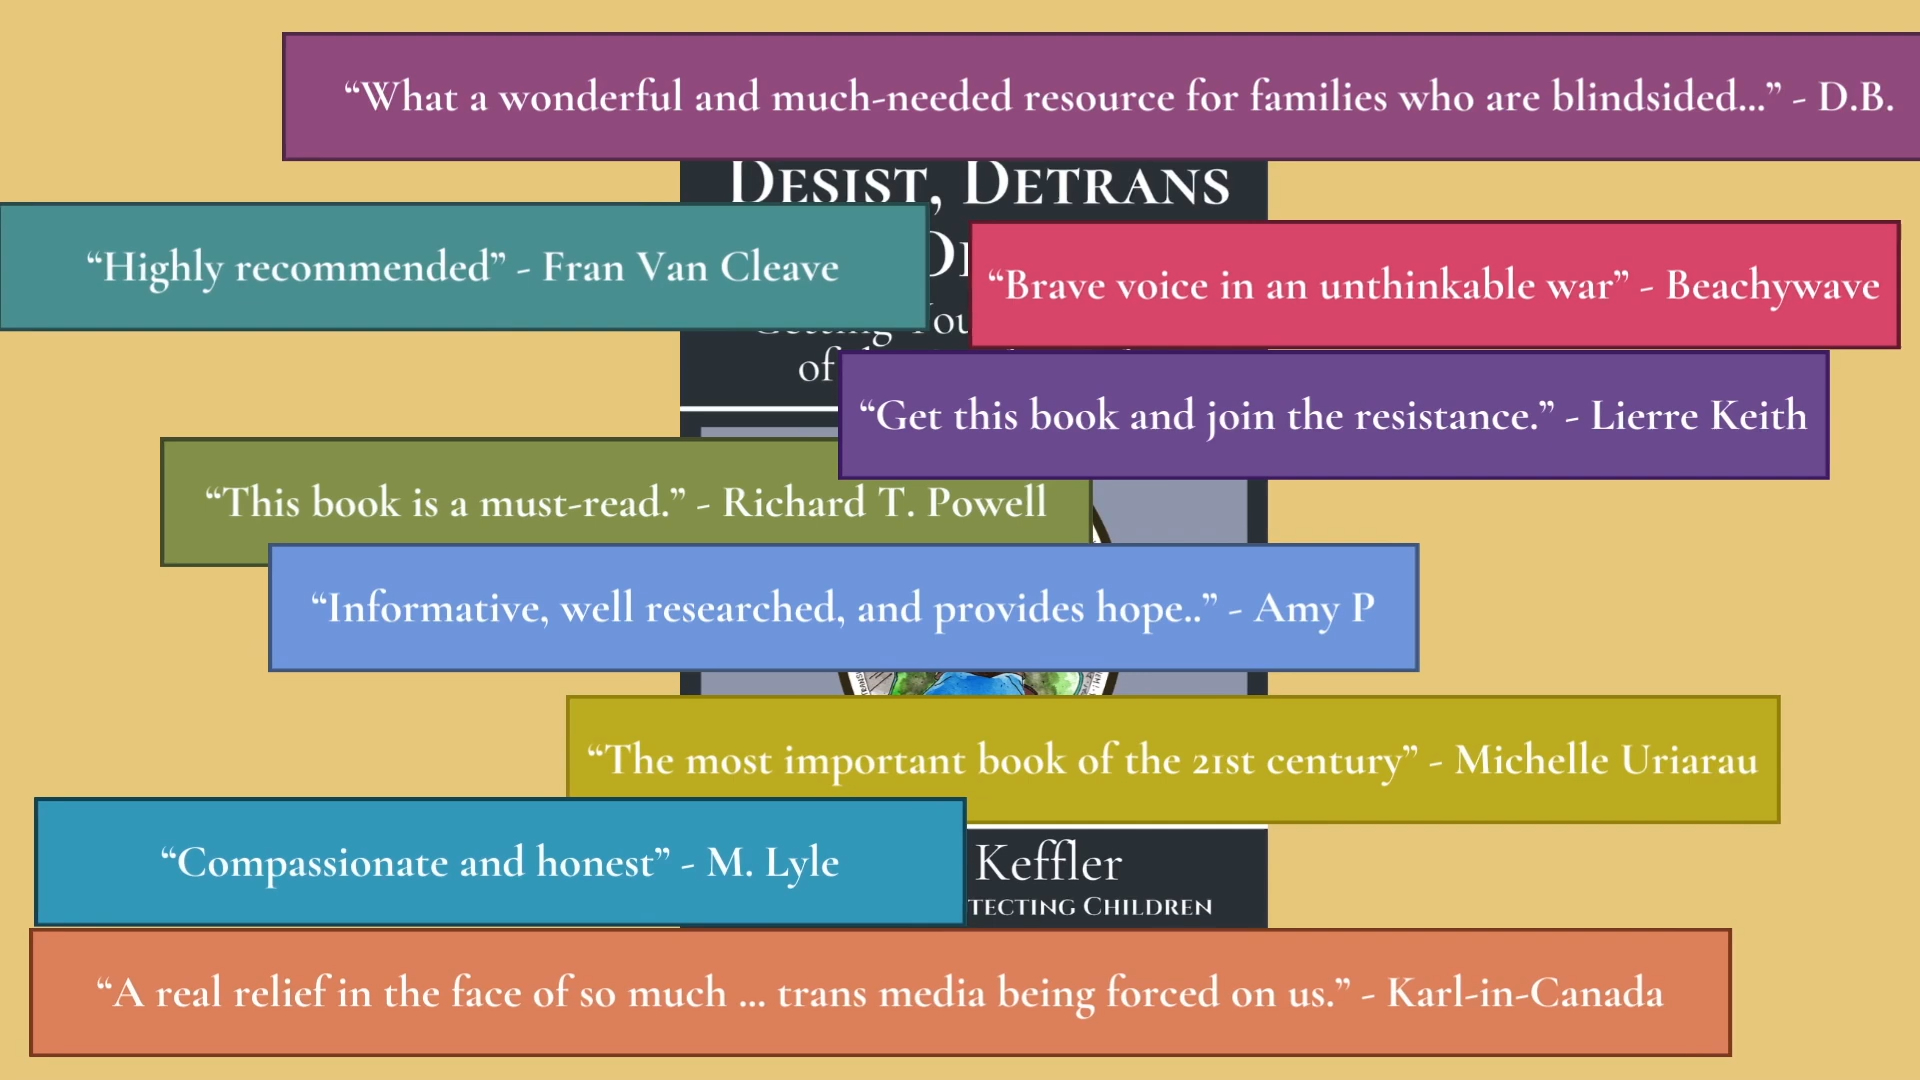 “What a wonderful and much-needed resource for families who are blindsided...” - D.B.
Desist, Detrans
“Highly recommended” - Fran Van Cleave
“Brave voice in an unthinkable war” - Beachywave
of
“Get this book and join the resistance.” - Lierre Keith
“This book is a must-read.” - Richard T. Powell
“Informative, well researched, and provides hope..” - Amy P
“The most important book of the 21st century” - Michelle Uriarau
“Compassionate and honest” - M. Lyle
Keffler
tecting Children
“A real relief in the face of so much ... trans media being forced on us.” - Karl-in-Canada